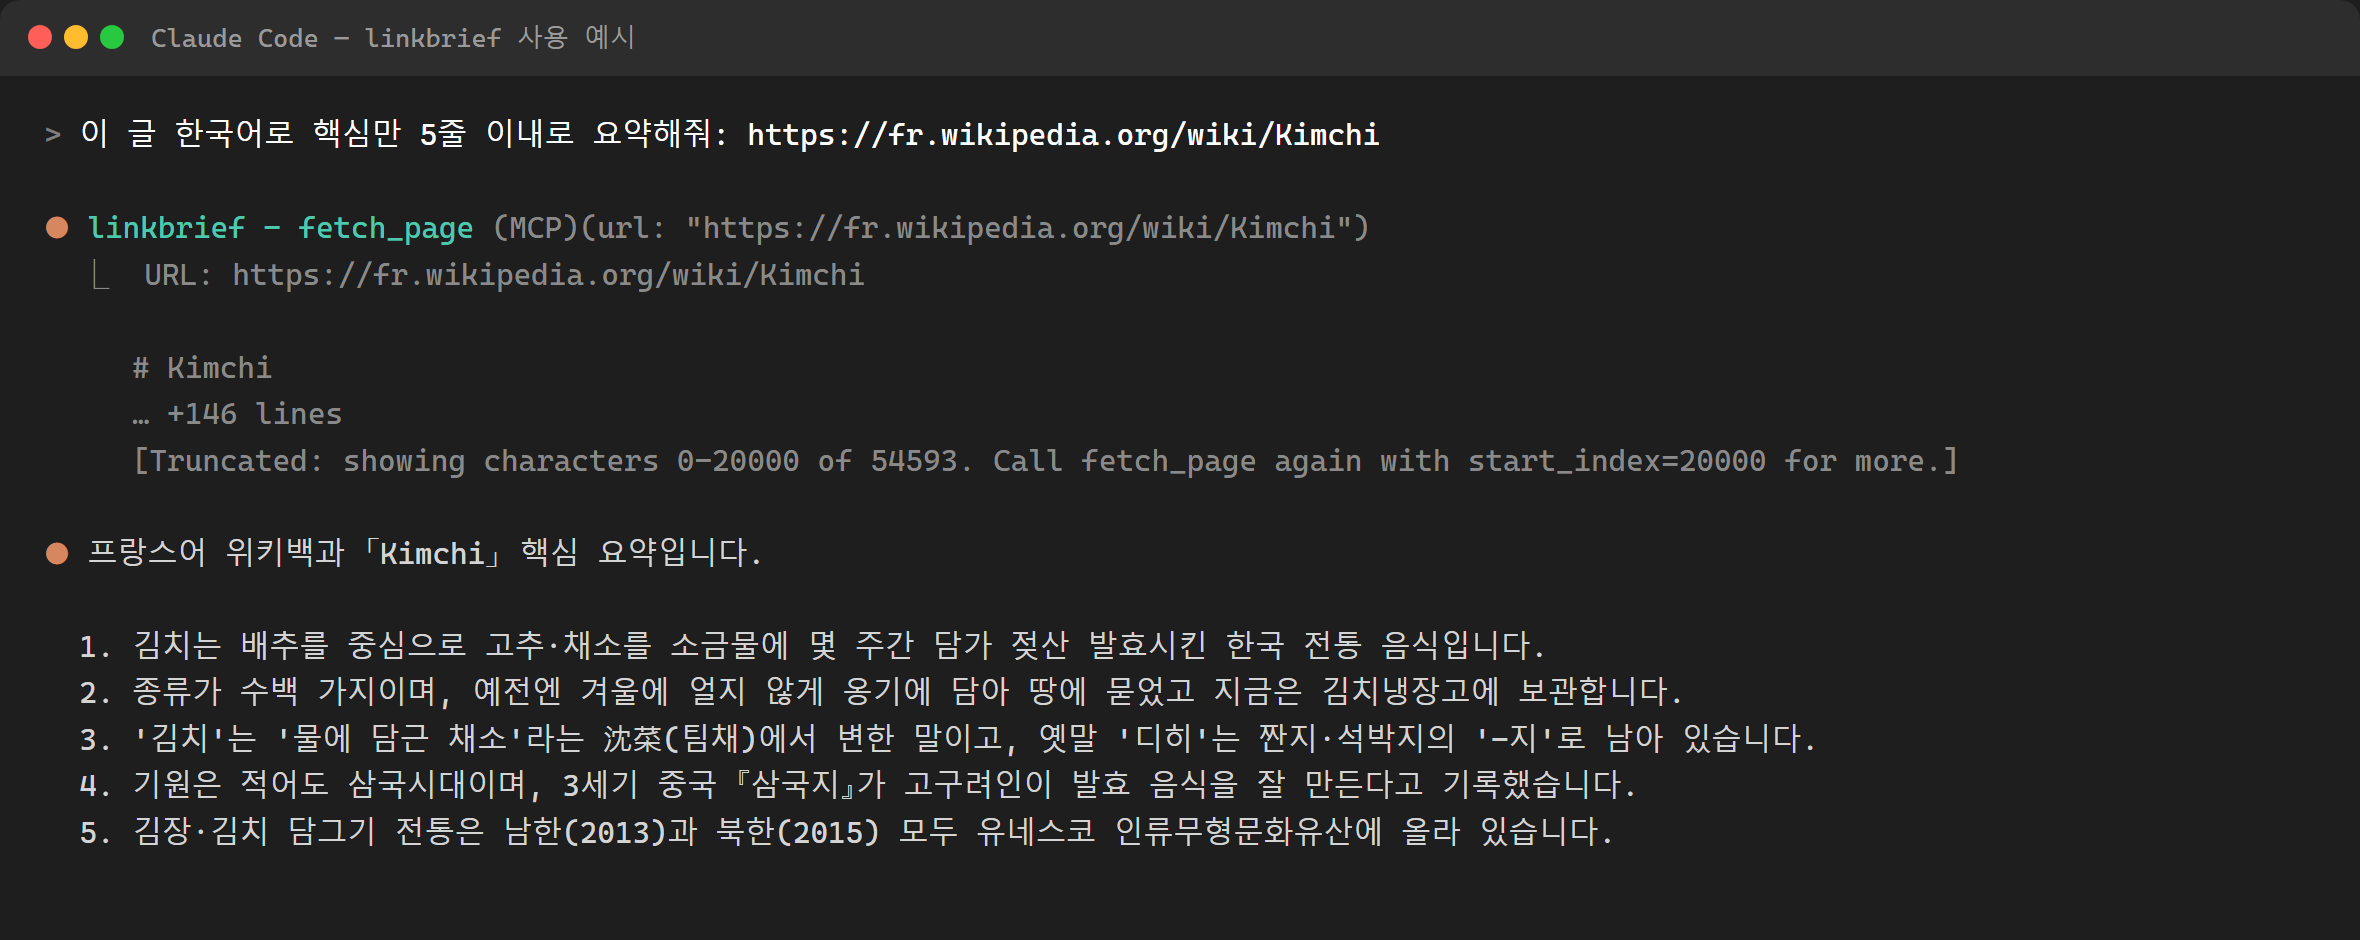 Claude Code — linkbrief 사용 예시
> 이 글 한국어로 핵심만 5줄 이내로 요약해줘: https://fr.wikipedia.org/wiki/Kimchi
● linkbrief - fetch_page (MCP)(url: "https://fr.wikipedia.org/wiki/Kimchi")
⎿ URL: https://fr.wikipedia.org/wiki/Kimchi
# Kimchi
… +146 lines
[Truncated: showing characters 0-20000 of 54593. Call fetch_page again with start_index=20000 for more.]
● 프랑스어 위키백과 「Kimchi」 핵심 요약입니다.
1. 김치는 배추를 중심으로 고추·채소를 소금물에 몇 주간 담가 젖산 발효시킨 한국 전통 음식입니다.
2. 종류가 수백 가지이며, 예전엔 겨울에 얼지 않게 옹기에 담아 땅에 묻었고 지금은 김치냉장고에 보관합니다.
3. '김치'는 '물에 담근 채소'라는 沈菜(팀채)에서 변한 말이고, 옛말 '디히'는 짠지·석박지의 '-지'로 남아 있습니다.
4. 기원은 적어도 삼국시대이며, 3세기 중국 『삼국지』가 고구려인이 발효 음식을 잘 만든다고 기록했습니다.
5. 김장·김치 담그기 전통은 남한(2013)과 북한(2015) 모두 유네스코 인류무형문화유산에 올라 있습니다.